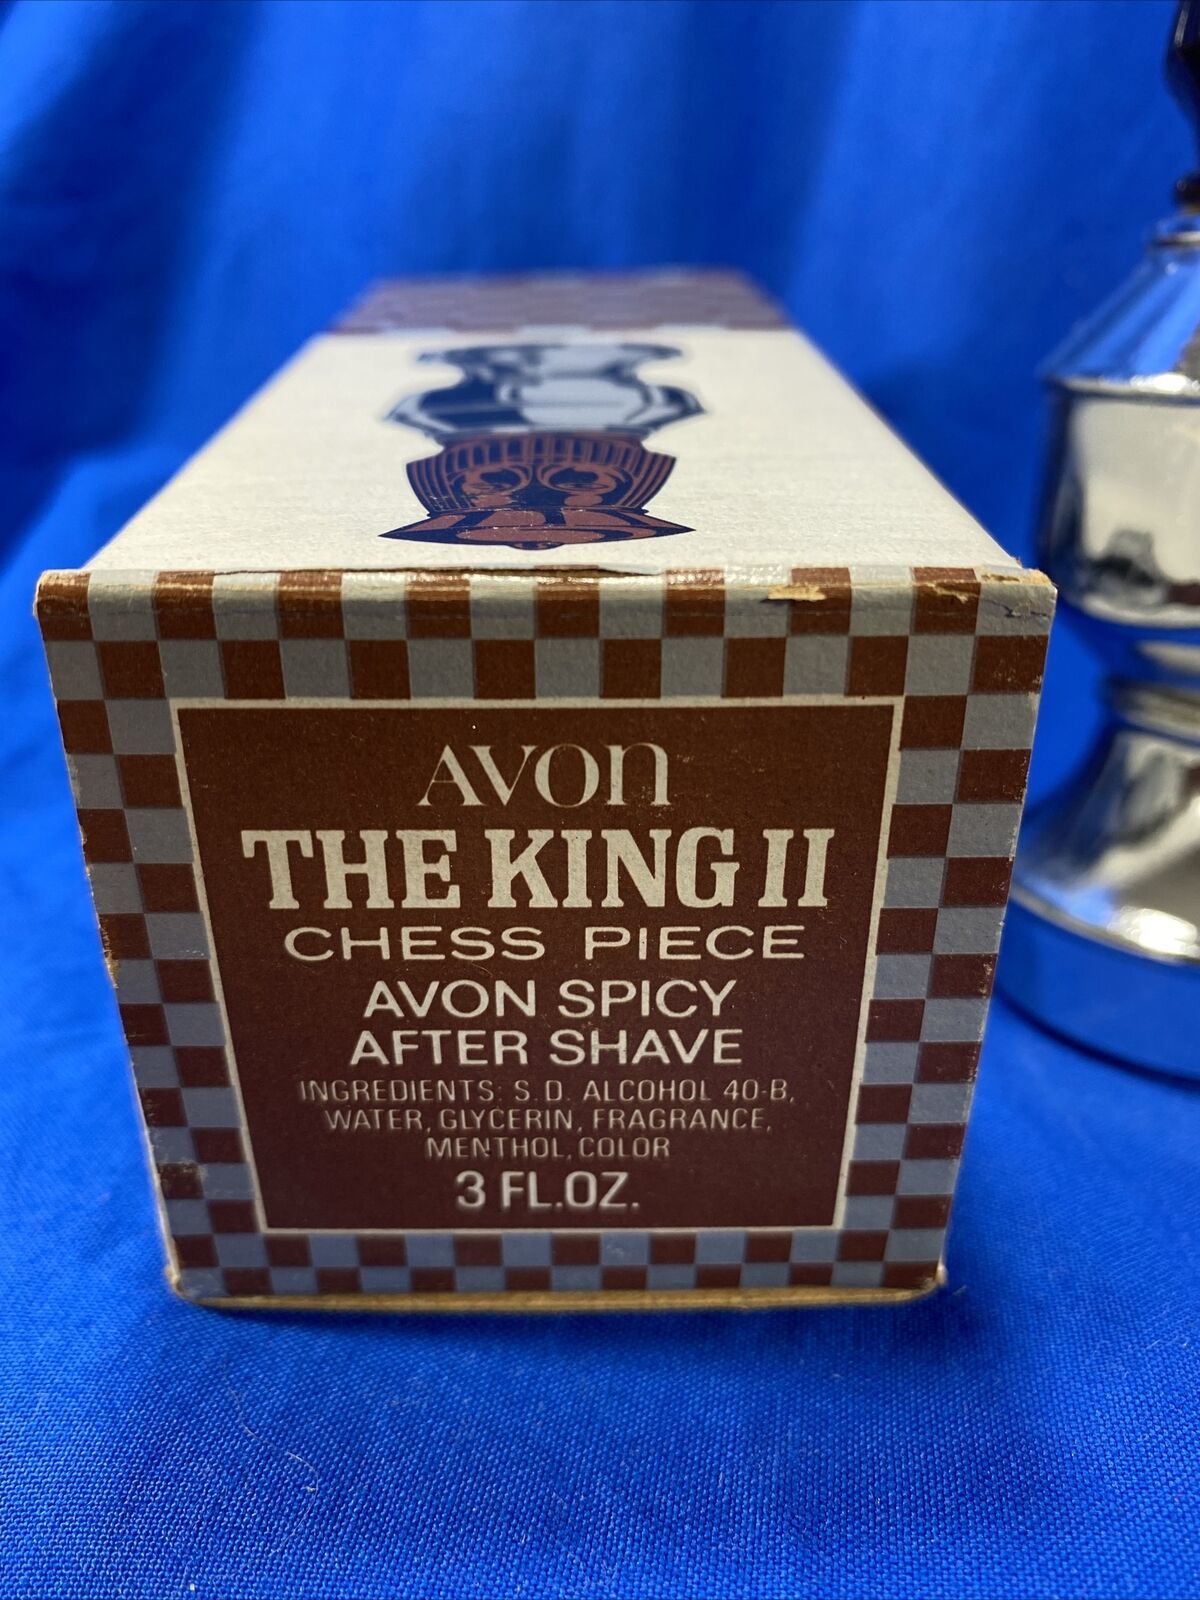 AVON
THE KING II
CHESS PIECE
AVON SPICY
AFTER SHAVE
INGREDIENTS: S.D. ALCOHOL 40-B,
WATER, GLYCERIN, FRAGRANCE,
MENTHOL, COLOR
3 FL.OZ.